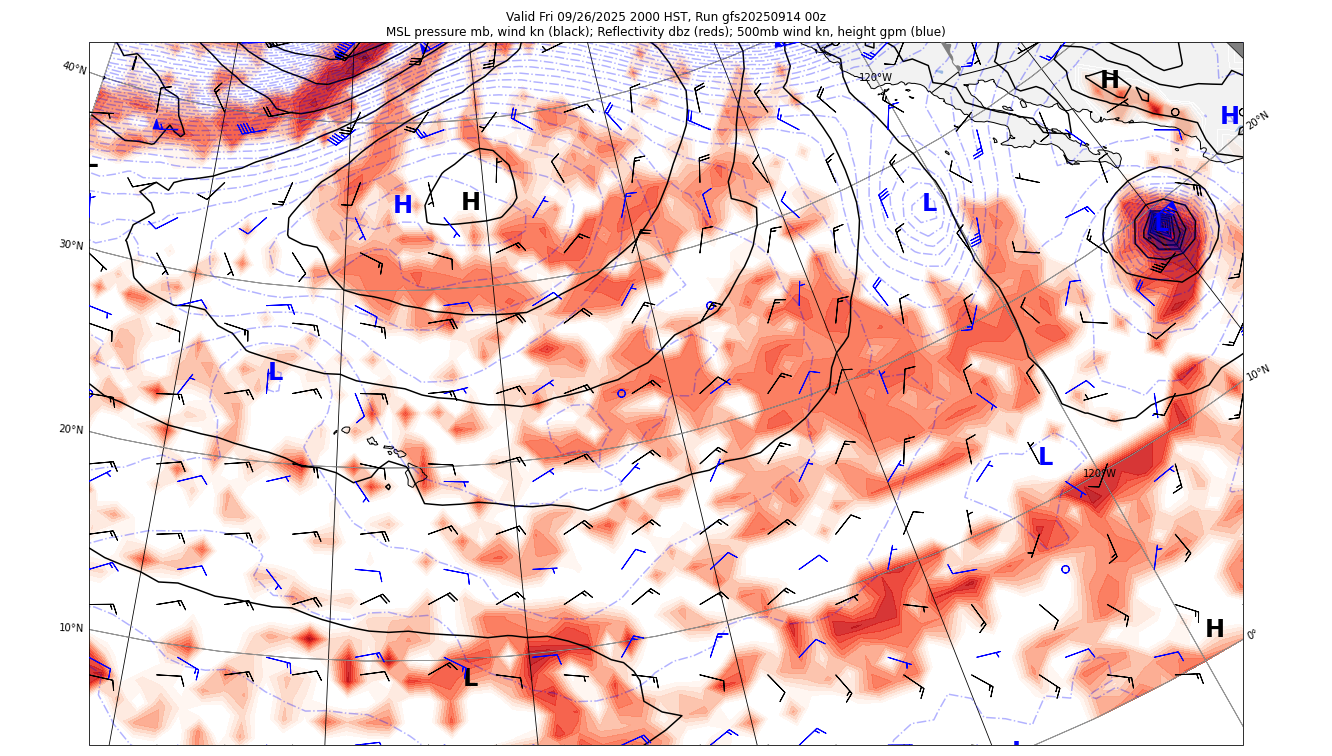 Valid Fri 09/26/2025 2000 HST, Run gfs20250914 00z
MSL pressure mb, wind kn (black); Reflectivity dbz (reds); 500mb wind kn, height gpm (blue)
40°N
120°W
H
H
20°N
H
H
L
L
30°N
10°N
L
20°N
L
120°W
10°N
H
0°
L
L